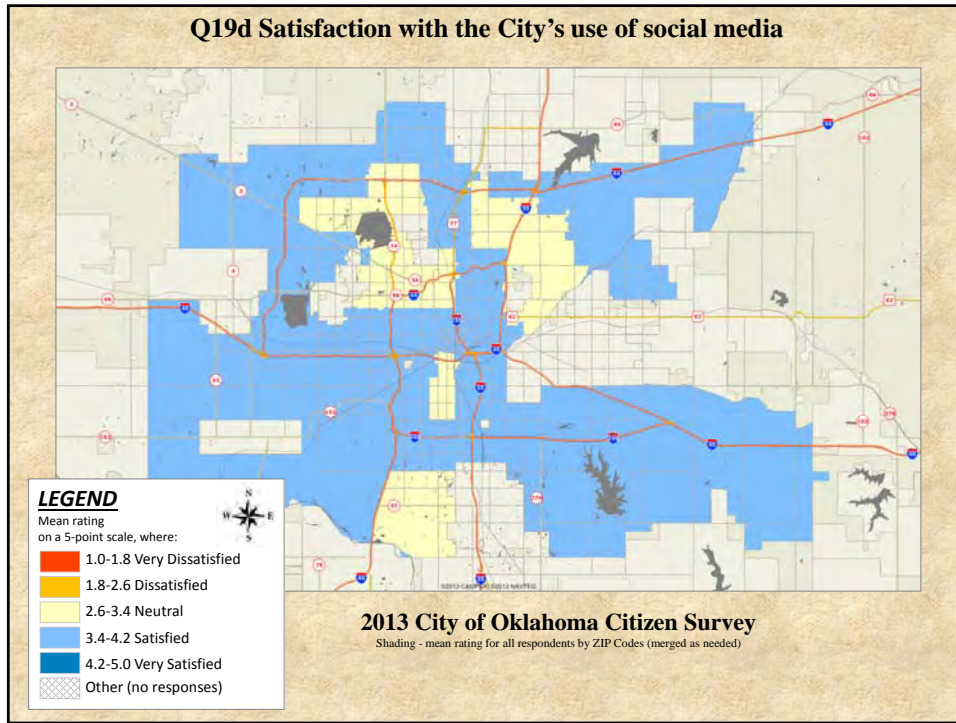 Q19d Satisfaction with the City’s use of social media
LEGEND
N
W E
S
Mean rating
on a 5-point scale, where:
1.0-1.8 Very Dissatisfied
1.8-2.6 Dissatisfied
2.6-3.4 Neutral
3.4-4.2 Satisfied
4.2-5.0 Very Satisfied
Other (no responses)
2013 City of Oklahoma Citizen Survey
Shading - mean rating for all respondents by ZIP Codes (merged as needed)